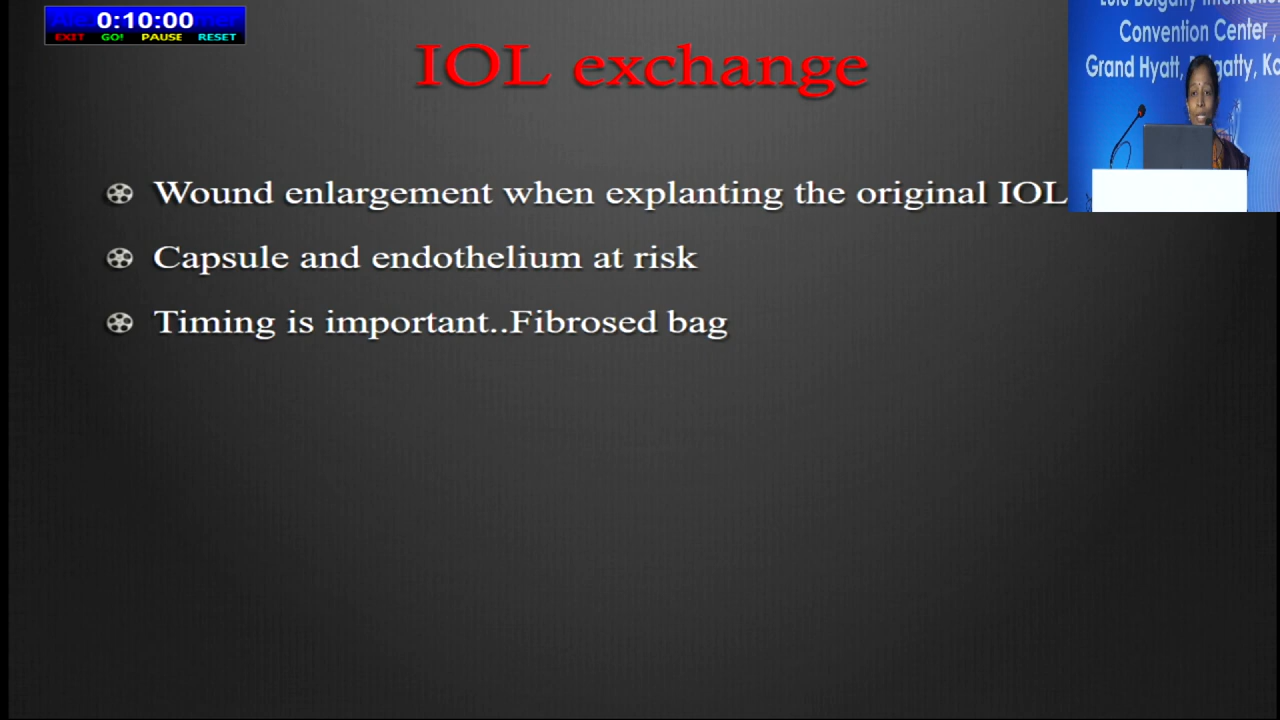 0:10:00
EXIT GO! PAUSE RESET
IOL exchange
Convention Center ,
Grand Hyatt,
Wound enlargement when explanting the original IOL
Capsule and endothelium at risk
Timing is important..Fibrosed bag